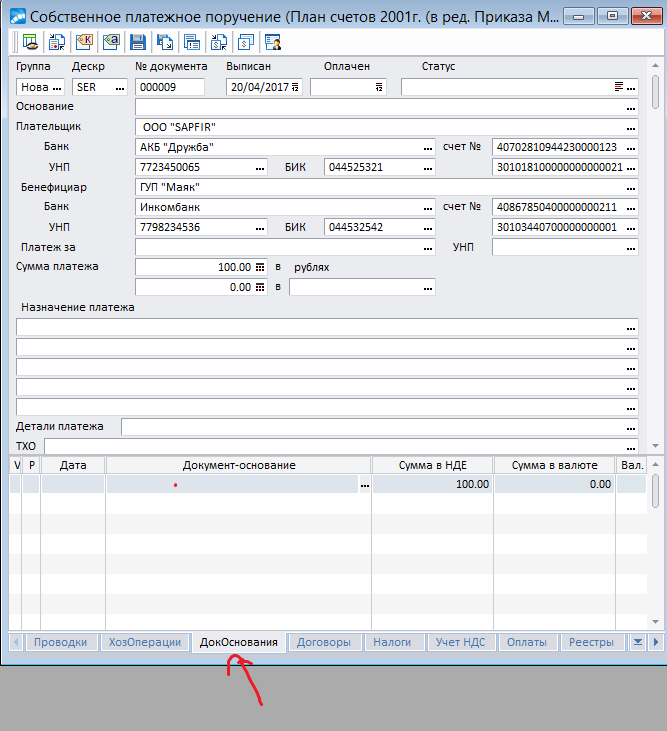 Собственное платежное поручение (План счетов 2001г. (в ред. Приказа М...
Группа Дескр № документа Выписан Оплачен Статус
Нова ... SER ... 000009 20/04/2017
Основание ...
Плательщик ООО "SAPFIR" ...
Банк АКБ "Дружба" ... счет № 40702810944230000123 ...
УНП 7723450065 ... БИК 044525321 ... 30101810000000000021 ...
Бенефициар ГУП "Маяк" ...
Банк Инкомбанк ... счет № 40867850400000000211 ...
УНП 7798234536 ... БИК 044532542 ... 30103440700000000001 ...
Платеж за ... УНП ...
Сумма платежа 100.00 в рублях
0.00 в ...
Назначение платежа
...
...
...
...
...
Детали платежа ...
ТХО ...
V Р Дата Документ-основание Сумма в НДЕ Сумма в валюте Вал.
... 100.00 0.00
Проводки ХозОперации ДокОснования Договоры Налоги Учет НДС Оплаты Реестры